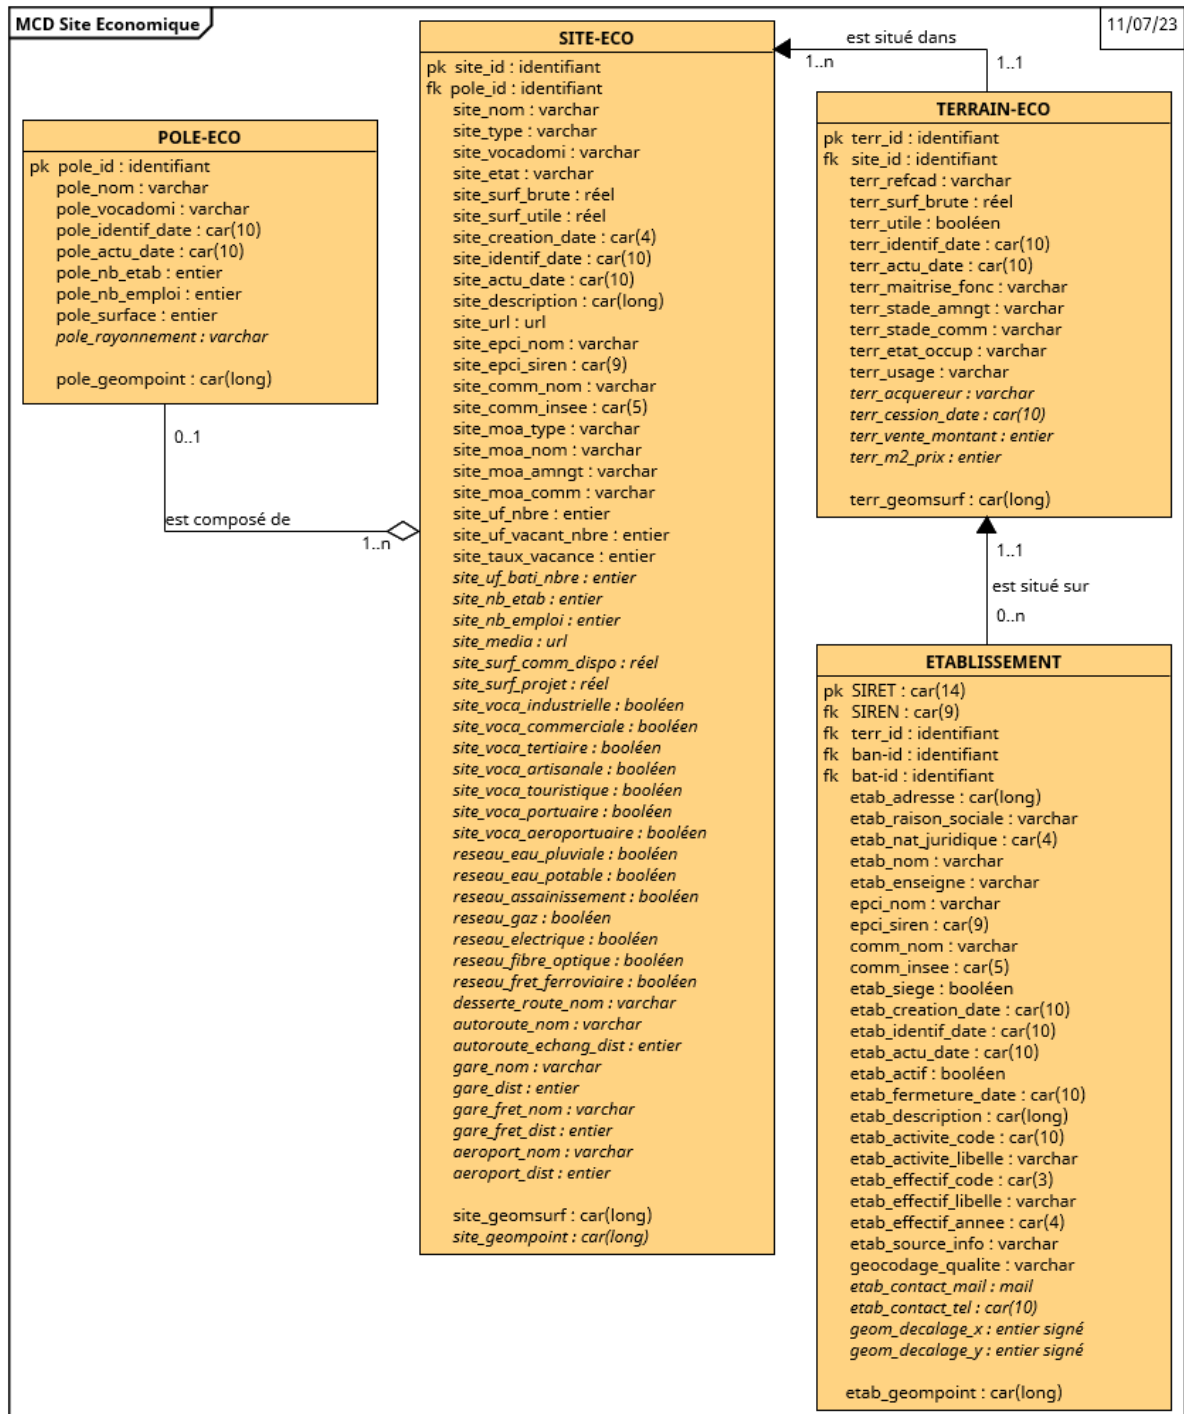 MCD Site Economique
11/07/23
POLE-ECO
pk pole_id : identifiant
pole_nom : varchar
pole_vocadomi : varchar
pole_identif_date : car(10)
pole_actu_date : car(10)
pole_nb_etab : entier
pole_nb_emploi : entier
pole_surface : entier
pole_rayonnement : varchar
pole_geompoint : car(long)
0..1
est composé de
1..n
SITE-ECO
pk site_id : identifiant
fk pole_id : identifiant
site_nom : varchar
site_type : varchar
site_vocadomi : varchar
site_etat : varchar
site_surf_brute : réel
site_surf_utile : réel
site_creation_date : car(4)
site_identif_date : car(10)
site_actu_date : car(10)
site_description : car(long)
site_url : url
site_epci_nom : varchar
site_epci_siren : car(9)
site_comm_nom : varchar
site_comm_insee : car(5)
site_moa_type : varchar
site_moa_nom : varchar
site_moa_amngt : varchar
site_moa_comm : varchar
site_uf_nbre : entier
site_uf_vacant_nbre : entier
site_taux_vacance : entier
site_uf_bati_nbre : entier
site_nb_etab : entier
site_nb_emploi : entier
site_media : url
site_surf_comm_dispo : réel
site_surf_projet : réel
site_voca_industrielle : booléen
site_voca_commerciale : booléen
site_voca_tertiaire : booléen
site_voca_artisanale : booléen
site_voca_touristique : booléen
site_voca_portuaire : booléen
site_voca_aeroportuaire : booléen
reseau_eau_pluviale : booléen
reseau_eau_potable : booléen
reseau_assainissement : booléen
reseau_gaz : booléen
reseau_electrique : booléen
reseau_fibre_optique : booléen
reseau_fret_ferroviaire : booléen
desserte_route_nom : varchar
autoroute_nom : varchar
autoroute_echang_dist : entier
gare_nom : varchar
gare_dist : entier
gare_fret_nom : varchar
gare_fret_dist : entier
aeroport_nom : varchar
aeroport_dist : entier
site_geomsurf : car(long)
site_geompoint : car(long)
est situé dans
1..n
1..1
TERRAIN-ECO
pk terr_id : identifiant
fk site_id : identifiant
terr_refcad : varchar
terr_surf_brute : réel
terr_utile : booléen
terr_identif_date : car(10)
terr_actu_date : car(10)
terr_maitrise_fonc : varchar
terr_stade_amngt : varchar
terr_stade_comm : varchar
terr_etat_occup : varchar
terr_usage : varchar
terr_acquereur : varchar
terr_cession_date : car(10)
terr_vente_montant : entier
terr_m2_prix : entier
terr_geomsurf : car(long)
1..1
est situé sur
0..n
ETABLISSEMENT
pk SIRET : car(14)
fk SIREN : car(9)
fk terr_id : identifiant
fk ban-id : identifiant
fk bat-id : identifiant
etab_adresse : car(long)
etab_raison_sociale : varchar
etab_nat_juridique : car(4)
etab_nom : varchar
etab_enseigne : varchar
epci_nom : varchar
epci_siren : car(9)
comm_nom : varchar
comm_insee : car(5)
etab_siege : booléen
etab_creation_date : car(10)
etab_identif_date : car(10)
etab_actu_date : car(10)
etab_actif : booléen
etab_fermeture_date : car(10)
etab_description : car(long)
etab_activite_code : car(10)
etab_activite_libelle : varchar
etab_effectif_code : car(3)
etab_effectif_libelle : varchar
etab_effectif_annee : car(4)
etab_source_info : varchar
geocodage_qualite : varchar
etab_contact_mail : mail
etab_contact_tel : car(10)
geom_decalage_x : entier signé
geom_decalage_y : entier signé
etab_geompoint : car(long)